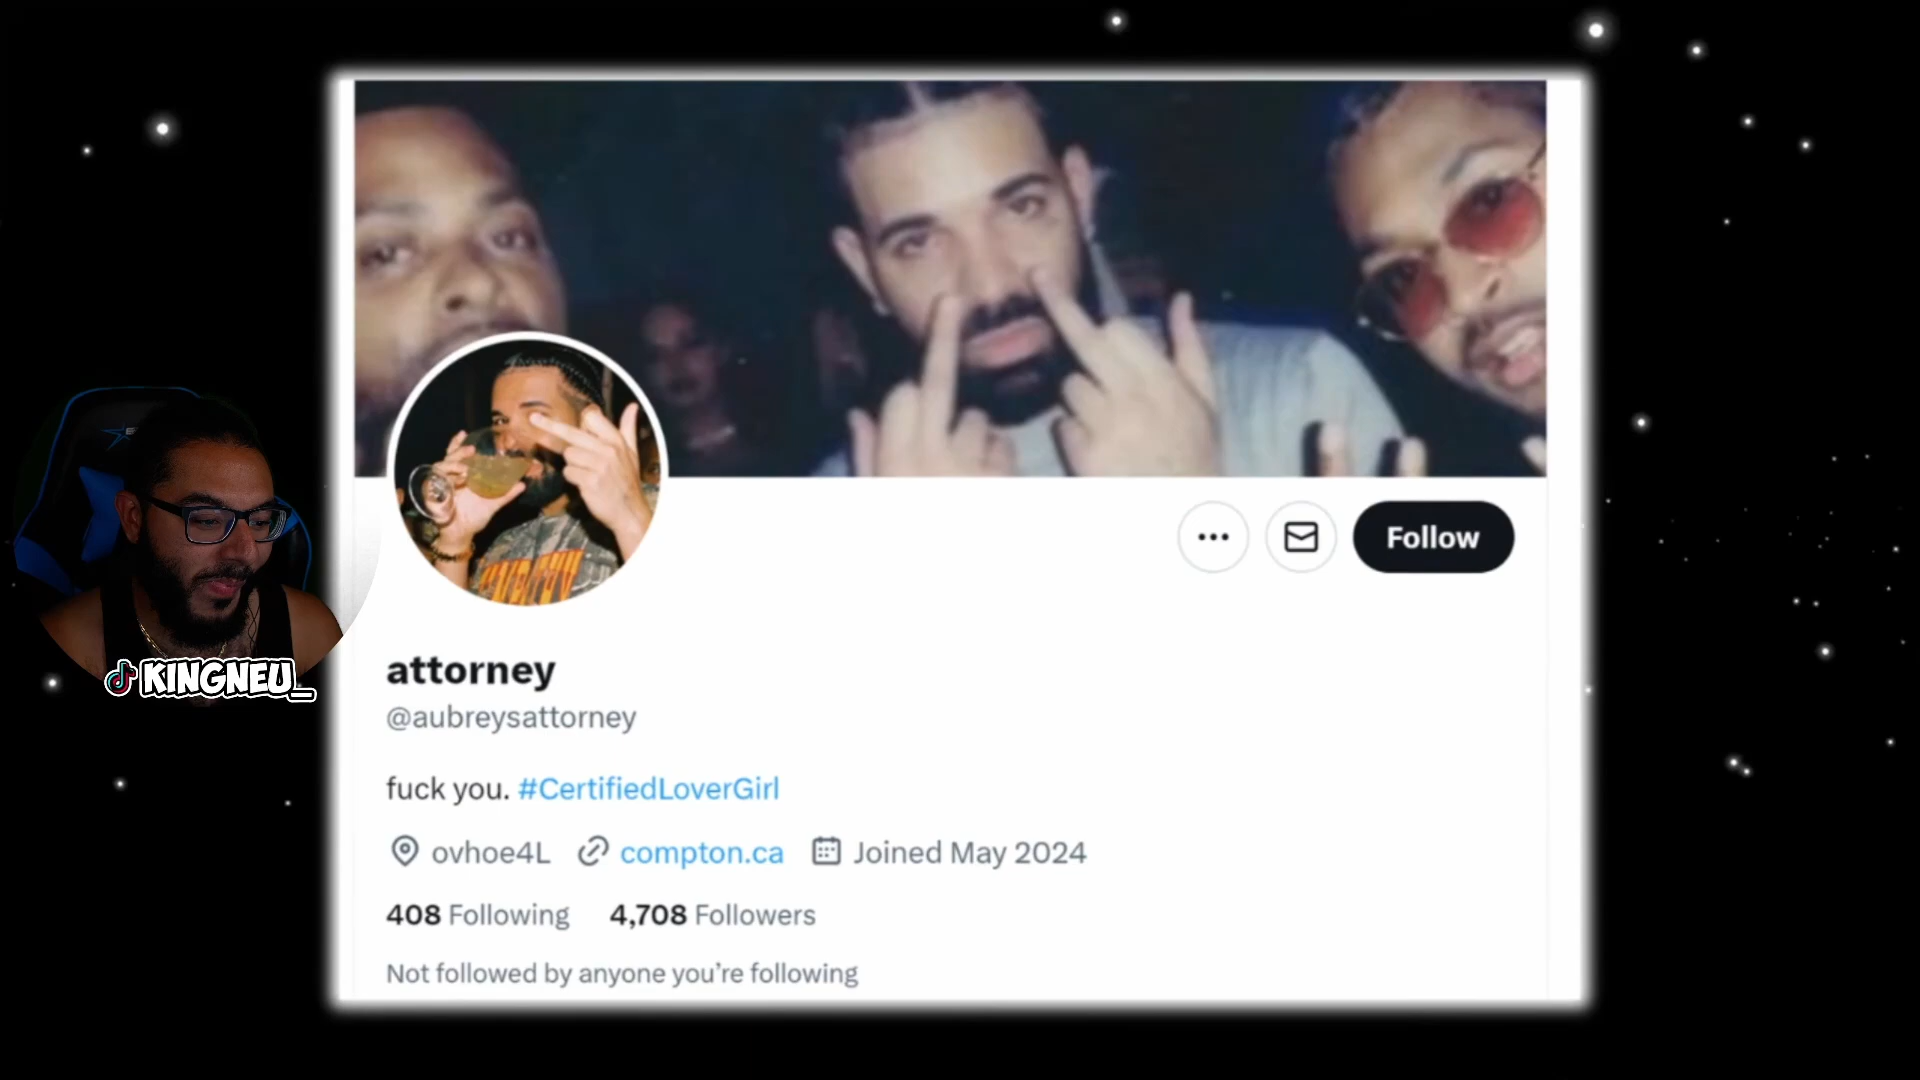 Follow
attorney
@aubreysattorney
fuck you. #CertifiedLoverGirl
ovhoe4L compton.ca Joined May 2024
408 Following 4,708 Followers
Not followed by anyone you're following
KINGNEU_